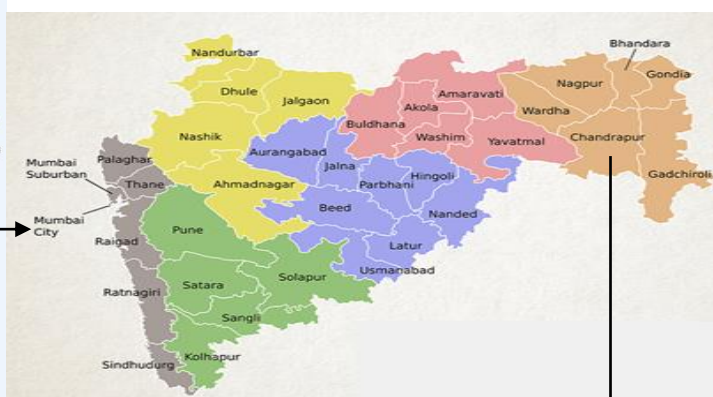 Nandurbar
Bhandara
Dhule
Jalgaon
Amaravati
Nagpur
Gondia
Akola
Buldhana
Wardha
Nashik
Washim
Yavatmal
Chandrapur
Aurangabad
Palaghar
Jalna
Mumbai
Suburban
Thane
Ahmadnagar
Parbhani
Hingoli
Gadchiroli
Beed
Nanded
Mumbai
City
Pune
Raigad
Latur
Solapur
Usmanabad
Satara
Ratnagiri
Sangli
Kolhapur
Sindhudurg